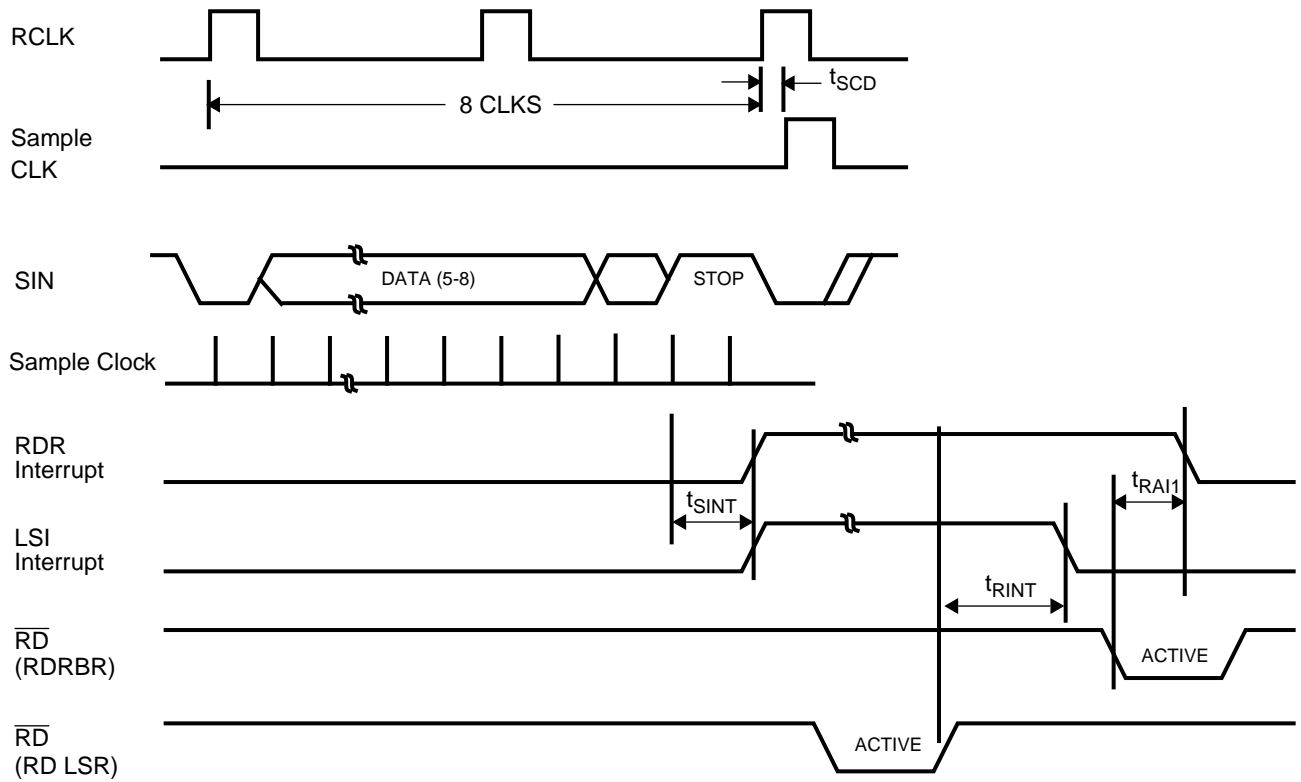 RCLK
tSCD
8 CLKS
Sample
CLK
SIN
DATA (5-8)
STOP
Sample Clock
RDR
Interrupt
tRAI1
tSINT
LSI
Interrupt
tRINT
RD
(RDRBR)
ACTIVE
RD
(RD LSR)
ACTIVE